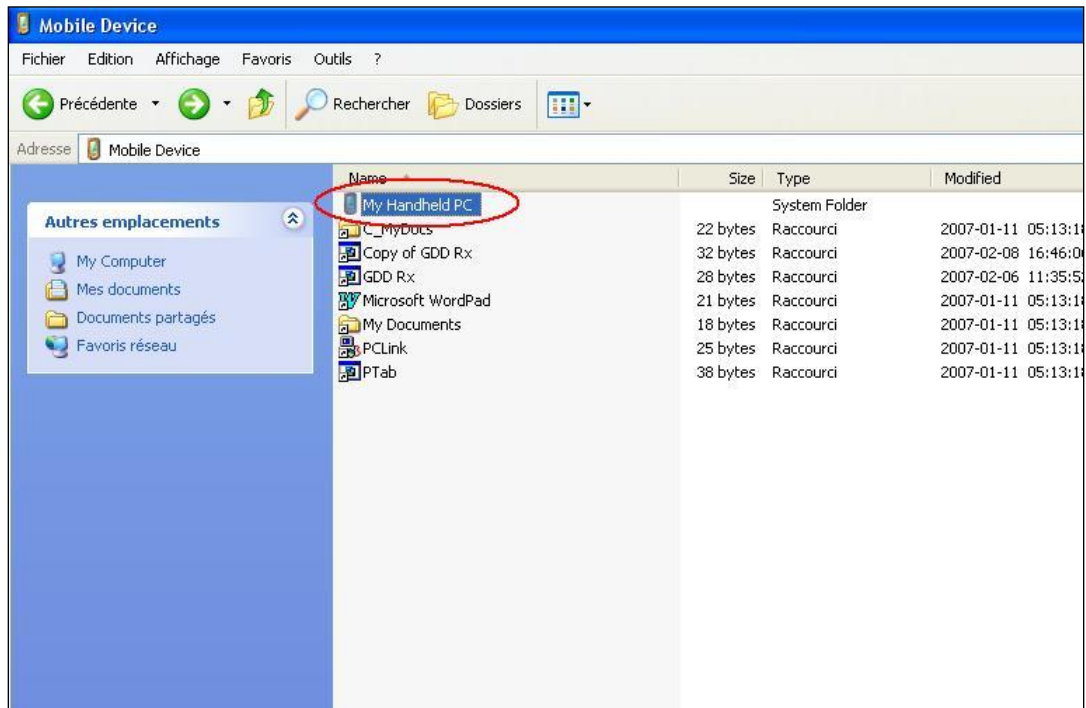 Mobile Device
Fichier Edition Affichage Favoris Outils ?
Précédente Rechercher Dossiers
Adresse Mobile Device
Name Size Type Modified
Autres emplacements
My Computer
Mes documents
Documents partagés
Favoris réseau
My Handheld PC System Folder
C_MyDocs 22 bytes Raccourci 2007-01-11 05:13:18
Copy of GDD Rx 32 bytes Raccourci 2007-02-08 16:46:0
GDD Rx 28 bytes Raccourci 2007-02-06 11:35:5
Microsoft WordPad 21 bytes Raccourci 2007-01-11 05:13:18
My Documents 18 bytes Raccourci 2007-01-11 05:13:18
PCLink 25 bytes Raccourci 2007-01-11 05:13:18
PTab 38 bytes Raccourci 2007-01-11 05:13:18